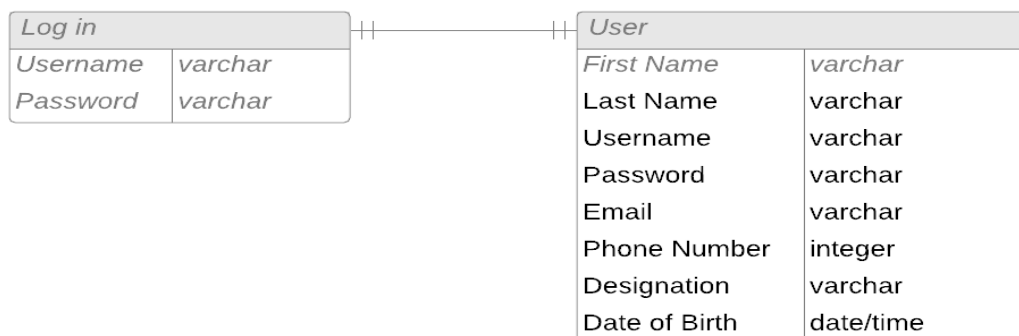 Log in
Username varchar
Password varchar
User
First Name varchar
Last Name varchar
Username varchar
Password varchar
Email varchar
Phone Number integer
Designation varchar
Date of Birth date/time